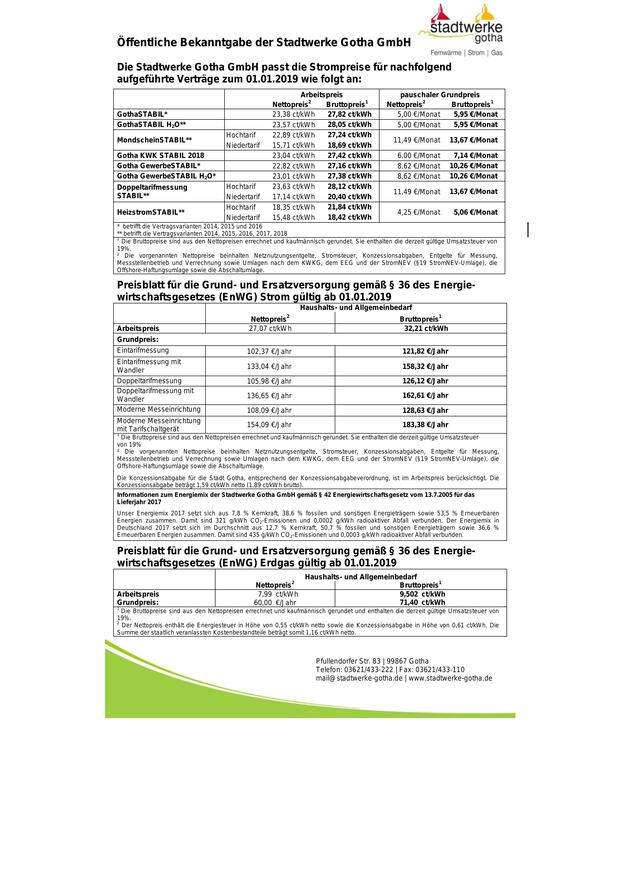 stadtwerke
gotha
Fernwärme | Strom | Gas
Öffentliche Bekanntgabe der Stadtwerke Gotha GmbH
Die Stadtwerke Gotha GmbH passt die Strompreise für nachfolgend
aufgeführte Verträge zum 01.01.2019 wie folgt an:
Arbeitspreis pauschaler Grundpreis
Nettopreis² Bruttopreis¹ Nettopreis² Bruttopreis¹
GothaSTABIL* 23,38 ct/kWh 27,82 ct/kWh 5,00 €/Monat 5,95 €/Monat
GothaSTABIL H₂O** 23,57 ct/kWh 28,05 ct/kWh 5,00 €/Monat 5,95 €/Monat
MondscheinSTABIL** Hochtarif 22,89 ct/kWh 27,24 ct/kWh 11,49 €/Monat 13,67 €/Monat
Niedertarif 15,71 ct/kWh 18,69 ct/kWh
Gotha KWK STABIL 2018 23,04 ct/kWh 27,42 ct/kWh 6,00 €/Monat 7,14 €/Monat
Gotha GewerbeSTABIL* 22,82 ct/kWh 27,16 ct/kWh 8,62 €/Monat 10,26 €/Monat
Gotha GewerbeSTABIL H₂O* 23,01 ct/kWh 27,38 ct/kWh 8,62 €/Monat 10,26 €/Monat
Doppeltarifmessung Hochtarif 23,63 ct/kWh 28,12 ct/kWh 11,49 €/Monat 13,67 €/Monat
STABIL** Niedertarif 17,14 ct/kWh 20,40 ct/kWh
HeizstromSTABIL** Hochtarif 18,35 ct/kWh 21,84 ct/kWh 4,25 €/Monat 5,06 €/Monat
Niedertarif 15,48 ct/kWh 18,42 ct/kWh
* betrifft die Vertragsvarianten 2014, 2015 und 2016
** betrifft die Vertragsvarianten 2014, 2015, 2016, 2017, 2018
¹ Die Bruttopreise sind aus den Nettopreisen errechnet und kaufmännisch gerundet. Sie enthalten die derzeit gültige Umsatzsteuer von
19%.
² Die vorgenannten Nettopreise beinhalten Netznutzungsentgelte, Stromsteuer, Konzessionsabgaben, Entgelte für Messung,
Messstellenbetrieb und Verrechnung sowie Umlagen nach dem KWKG, dem EEG und der StromNEV (§19 StromNEV-Umlage), die
Offshore-Haftungsumlage sowie die Abschaltumlage.
Preisblatt für die Grund- und Ersatzversorgung gemäß § 36 des Energie-
wirtschaftsgesetzes (EnWG) Strom gültig ab 01.01.2019
Haushalts- und Allgemeinbedarf
Nettopreis² Bruttopreis¹
Arbeitspreis 27,07 ct/kWh 32,21 ct/kWh
Grundpreis:
Eintarifmessung 102,37 €/Jahr 121,82 €/Jahr
Eintarifmessung mit
Wandler 133,04 €/Jahr 158,32 €/Jahr
Doppeltarifmessung 105,98 €/Jahr 126,12 €/Jahr
Doppeltarifmessung mit
Wandler 136,65 €/Jahr 162,61 €/Jahr
Moderne Messeinrichtung 108,09 €/Jahr 128,63 €/Jahr
Moderne Messeinrichtung
mit Tarifschaltgerät 154,09 €/Jahr 183,38 €/Jahr
¹ Die Bruttopreise sind aus den Nettopreisen errechnet und kaufmännisch gerundet. Sie enthalten die derzeit gültige Umsatzsteuer
von 19%
² Die vorgenannten Nettopreise beinhalten Netznutzungsentgelte, Stromsteuer, Konzessionsabgaben, Entgelte für Messung,
Messstellenbetrieb und Verrechnung sowie Umlagen nach dem KWKG, dem EEG und der StromNEV (§19 StromNEV-Umlage), die
Offshore-Haftungsumlage sowie die Abschaltumlage.
Die Konzessionsabgabe für die Stadt Gotha, entsprechend der Konzessionsabgabenverordnung, ist im Arbeitspreis berücksichtigt. Die
Konzessionsabgabe beträgt 1,59 ct/kWh netto (1,89 ct/kWh brutto).
Informationen zum Energiemix der Stadtwerke Gotha GmbH gemäß § 42 Energiewirtschaftsgesetz vom 13.7.2005 für das
Lieferjahr 2017
Unser Energiemix 2017 setzt sich aus 7,8 % Kernkraft, 38,6 % fossilen und sonstigen Energieträgern sowie 53,5 % Erneuerbaren
Energien zusammen. Damit sind 321 g/kWh CO₂-Emissionen und 0,0002 g/kWh radioaktiver Abfall verbunden. Der Energiemix in
Deutschland 2017 setzt sich im Durchschnitt aus 12,7 % Kernkraft, 50,7 % fossilen und sonstigen Energieträgern sowie 36,6 %
Erneuerbaren Energien zusammen. Damit sind 435 g/kWh CO₂-Emissionen und 0,0003 g/kWh radioaktiver Abfall verbunden.
Preisblatt für die Grund- und Ersatzversorgung gemäß § 36 des Energie-
wirtschaftsgesetzes (EnWG) Erdgas gültig ab 01.01.2019
Haushalts- und Allgemeinbedarf
Nettopreis² Bruttopreis¹
Arbeitspreis 7,99 ct/kWh 9,502 ct/kWh
Grundpreis: 60,00 €/Jahr 71,40 €/Jahr
¹ Die Bruttopreise sind aus den Nettopreisen errechnet und kaufmännisch gerundet und enthalten die derzeit gültige Umsatzsteuer von
19%.
² Der Nettopreis enthält die Energiesteuer in Höhe von 0,55 ct/kWh netto sowie die Konzessionsabgabe in Höhe von 0,61 ct/kWh. Die
Summe der staatlich veranlassten Kostenbestandteile beträgt somit 1,16 ct/kWh netto.
Pfullendorfer Str. 83 | 99867 Gotha
Telefon: 03621/433-222 | Fax: 03621/433-110
mail@stadtwerke-gotha.de | www.stadtwerke-gotha.de